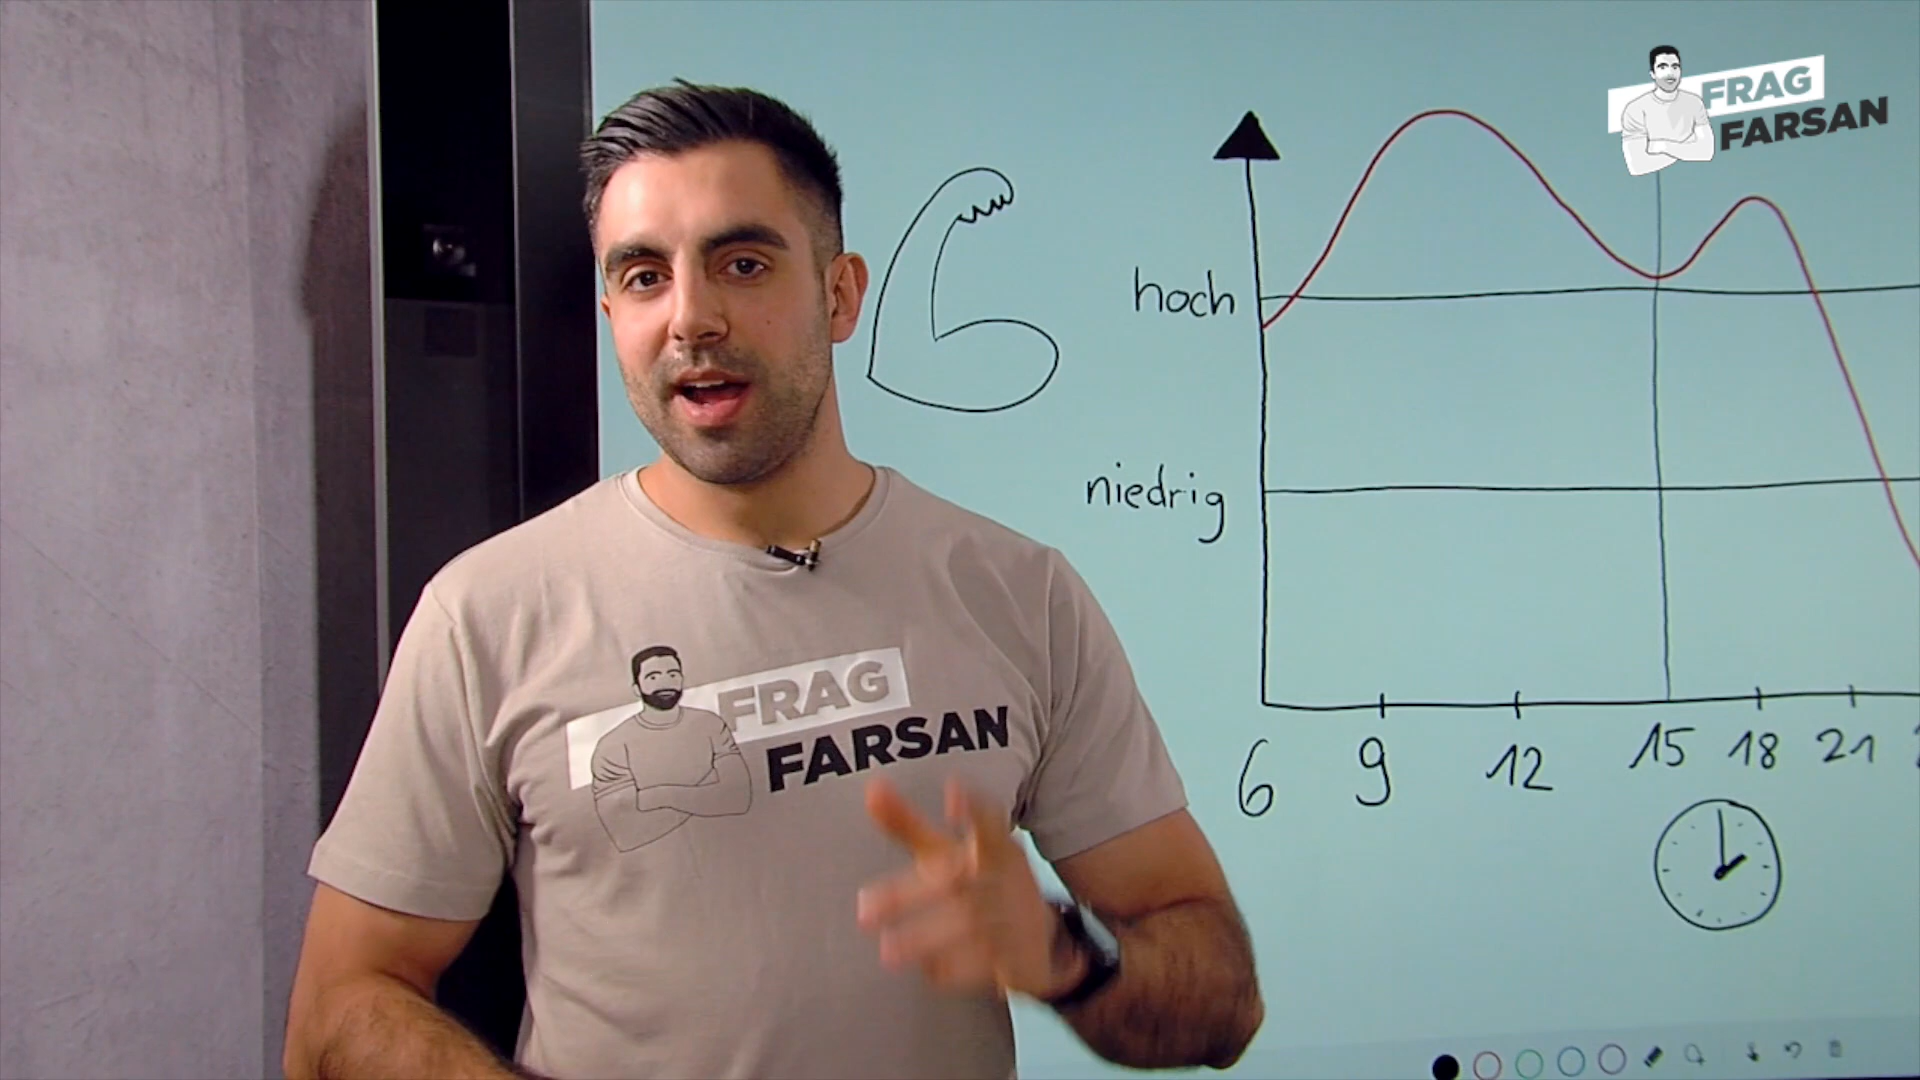 FRAG
FARSAN
hoch
niedrig
6 9 12 15 18 21
FRAG
FARSAN